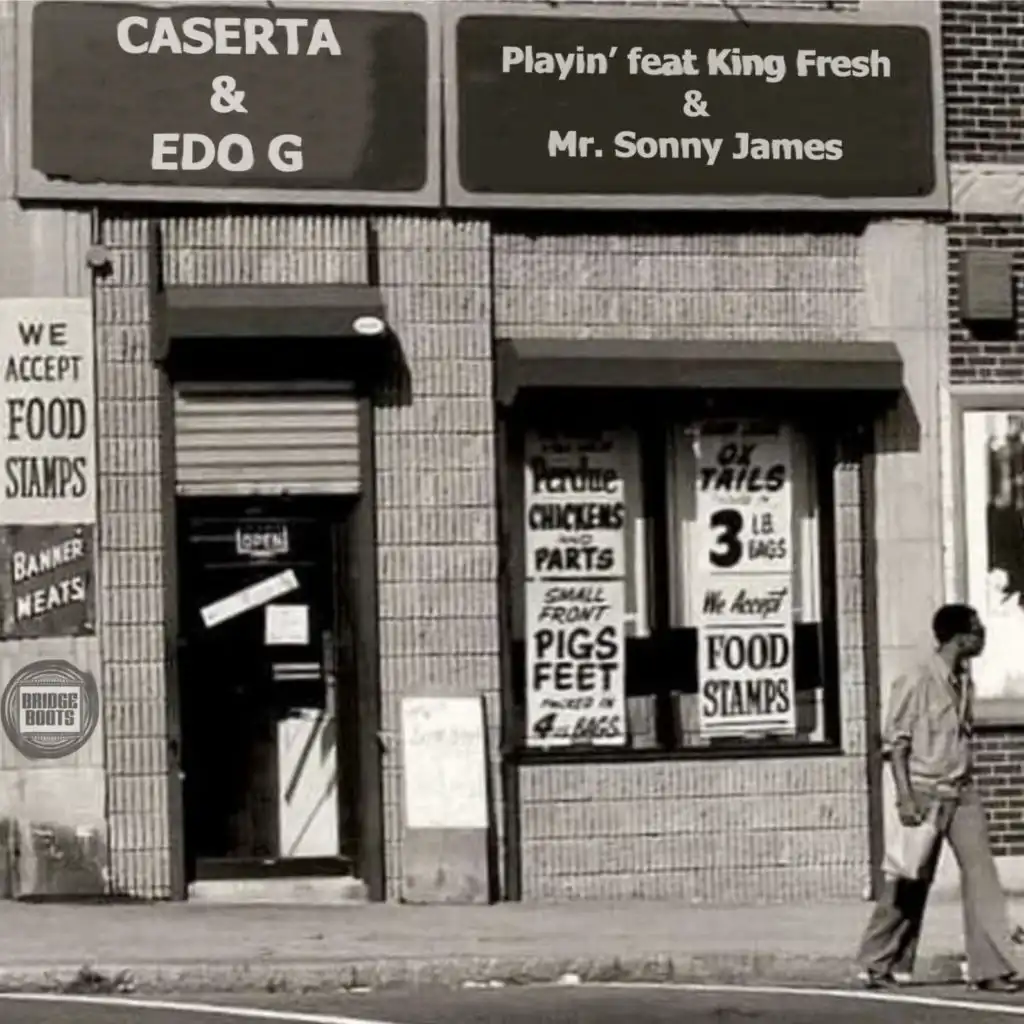 CASERTA
&
EDO G
Playin' feat King Fresh
&
Mr. Sonny James
WE
ACCEPT
FOOD
STAMPS
BANNER
MEATS
BRIDGE
BOOTS
OPEN
Perdue
CHICKENS
AND
PARTS
SMALL
FRONT
PIGS
FEET
PACKED IN
4 LB. BAGS
OX
TAILS
3 LB.
BAGS
We Accept
FOOD
STAMPS